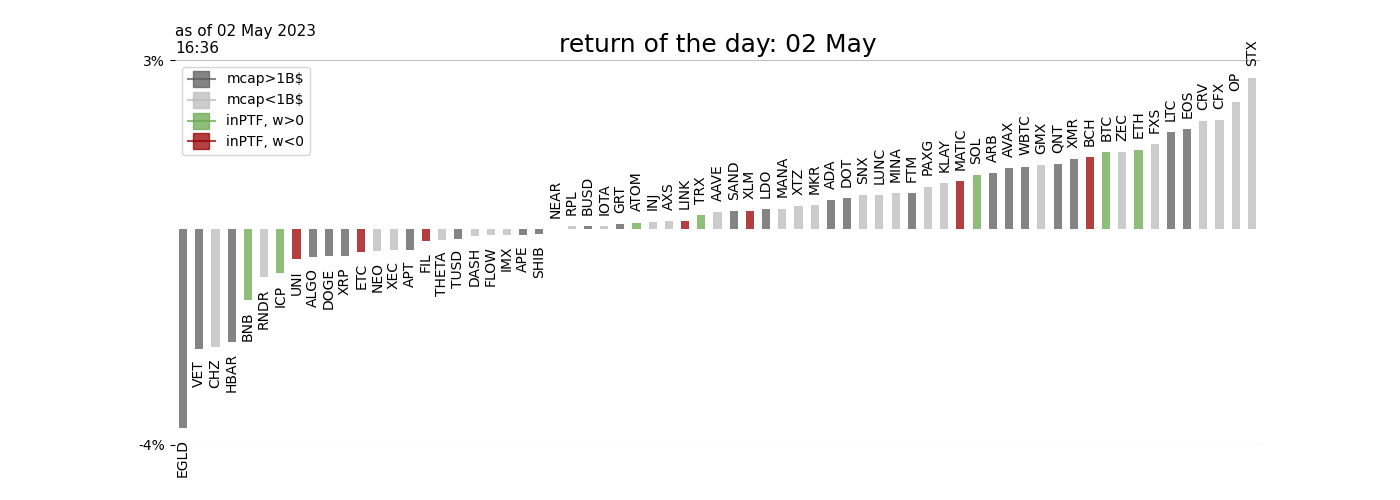 as of 02 May 2023
16:36
return of the day: 02 May
3%
mcap>1B$
mcap<1B$
inPTF, w>0
inPTF, w<0
-4%
EGLD
VET
CHZ
HBAR
BNB
RNDR
ICP
UNI
ALGO
DOGE
XRP
ETC
NEO
XEC
APT
FIL
THETA
TUSD
DASH
FLOW
IMX
APE
SHIB
NEAR
RPL
BUSD
IOTA
GRT
ATOM
INJ
AXS
LINK
TRX
AAVE
SAND
XLM
LDO
MANA
XTZ
MKR
ADA
DOT
SNX
LUNC
MINA
FTM
PAXG
KLAY
MATIC
SOL
ARB
AVAX
WBTC
GMX
QNT
XMR
BCH
BTC
ZEC
ETH
FXS
LTC
EOS
CRV
CFX
OP
STX